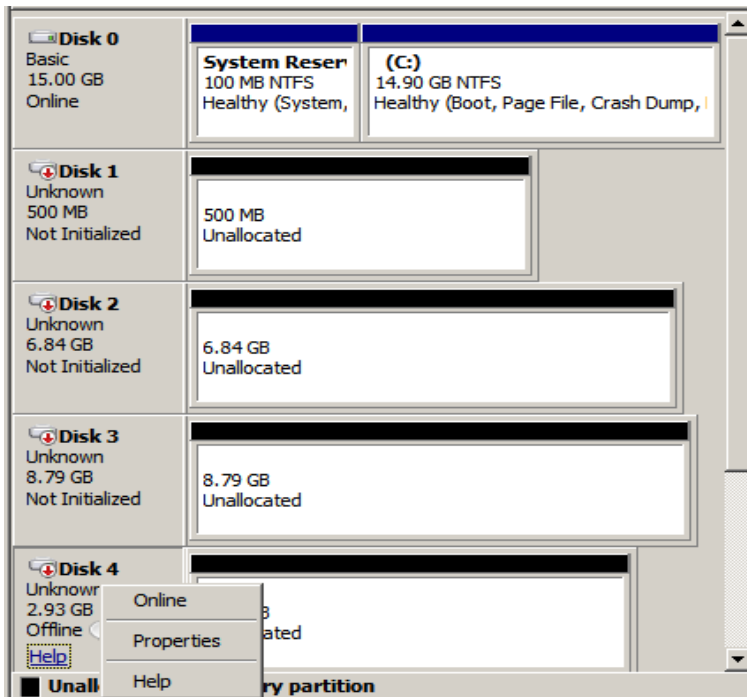 Disk 0
Basic
15.00 GB
Online
System Reser
100 MB NTFS
Healthy (System,
(C:)
14.90 GB NTFS
Healthy (Boot, Page File, Crash Dump,
Disk 1
Unknown
500 MB
Not Initialized
500 MB
Unallocated
Disk 2
Unknown
6.84 GB
Not Initialized
6.84 GB
Unallocated
Disk 3
Unknown
8.79 GB
Not Initialized
8.79 GB
Unallocated
Disk 4
Unknown
2.93 GB
Offline
Help
Online
Properties
Help
ated
Unall
ry partition